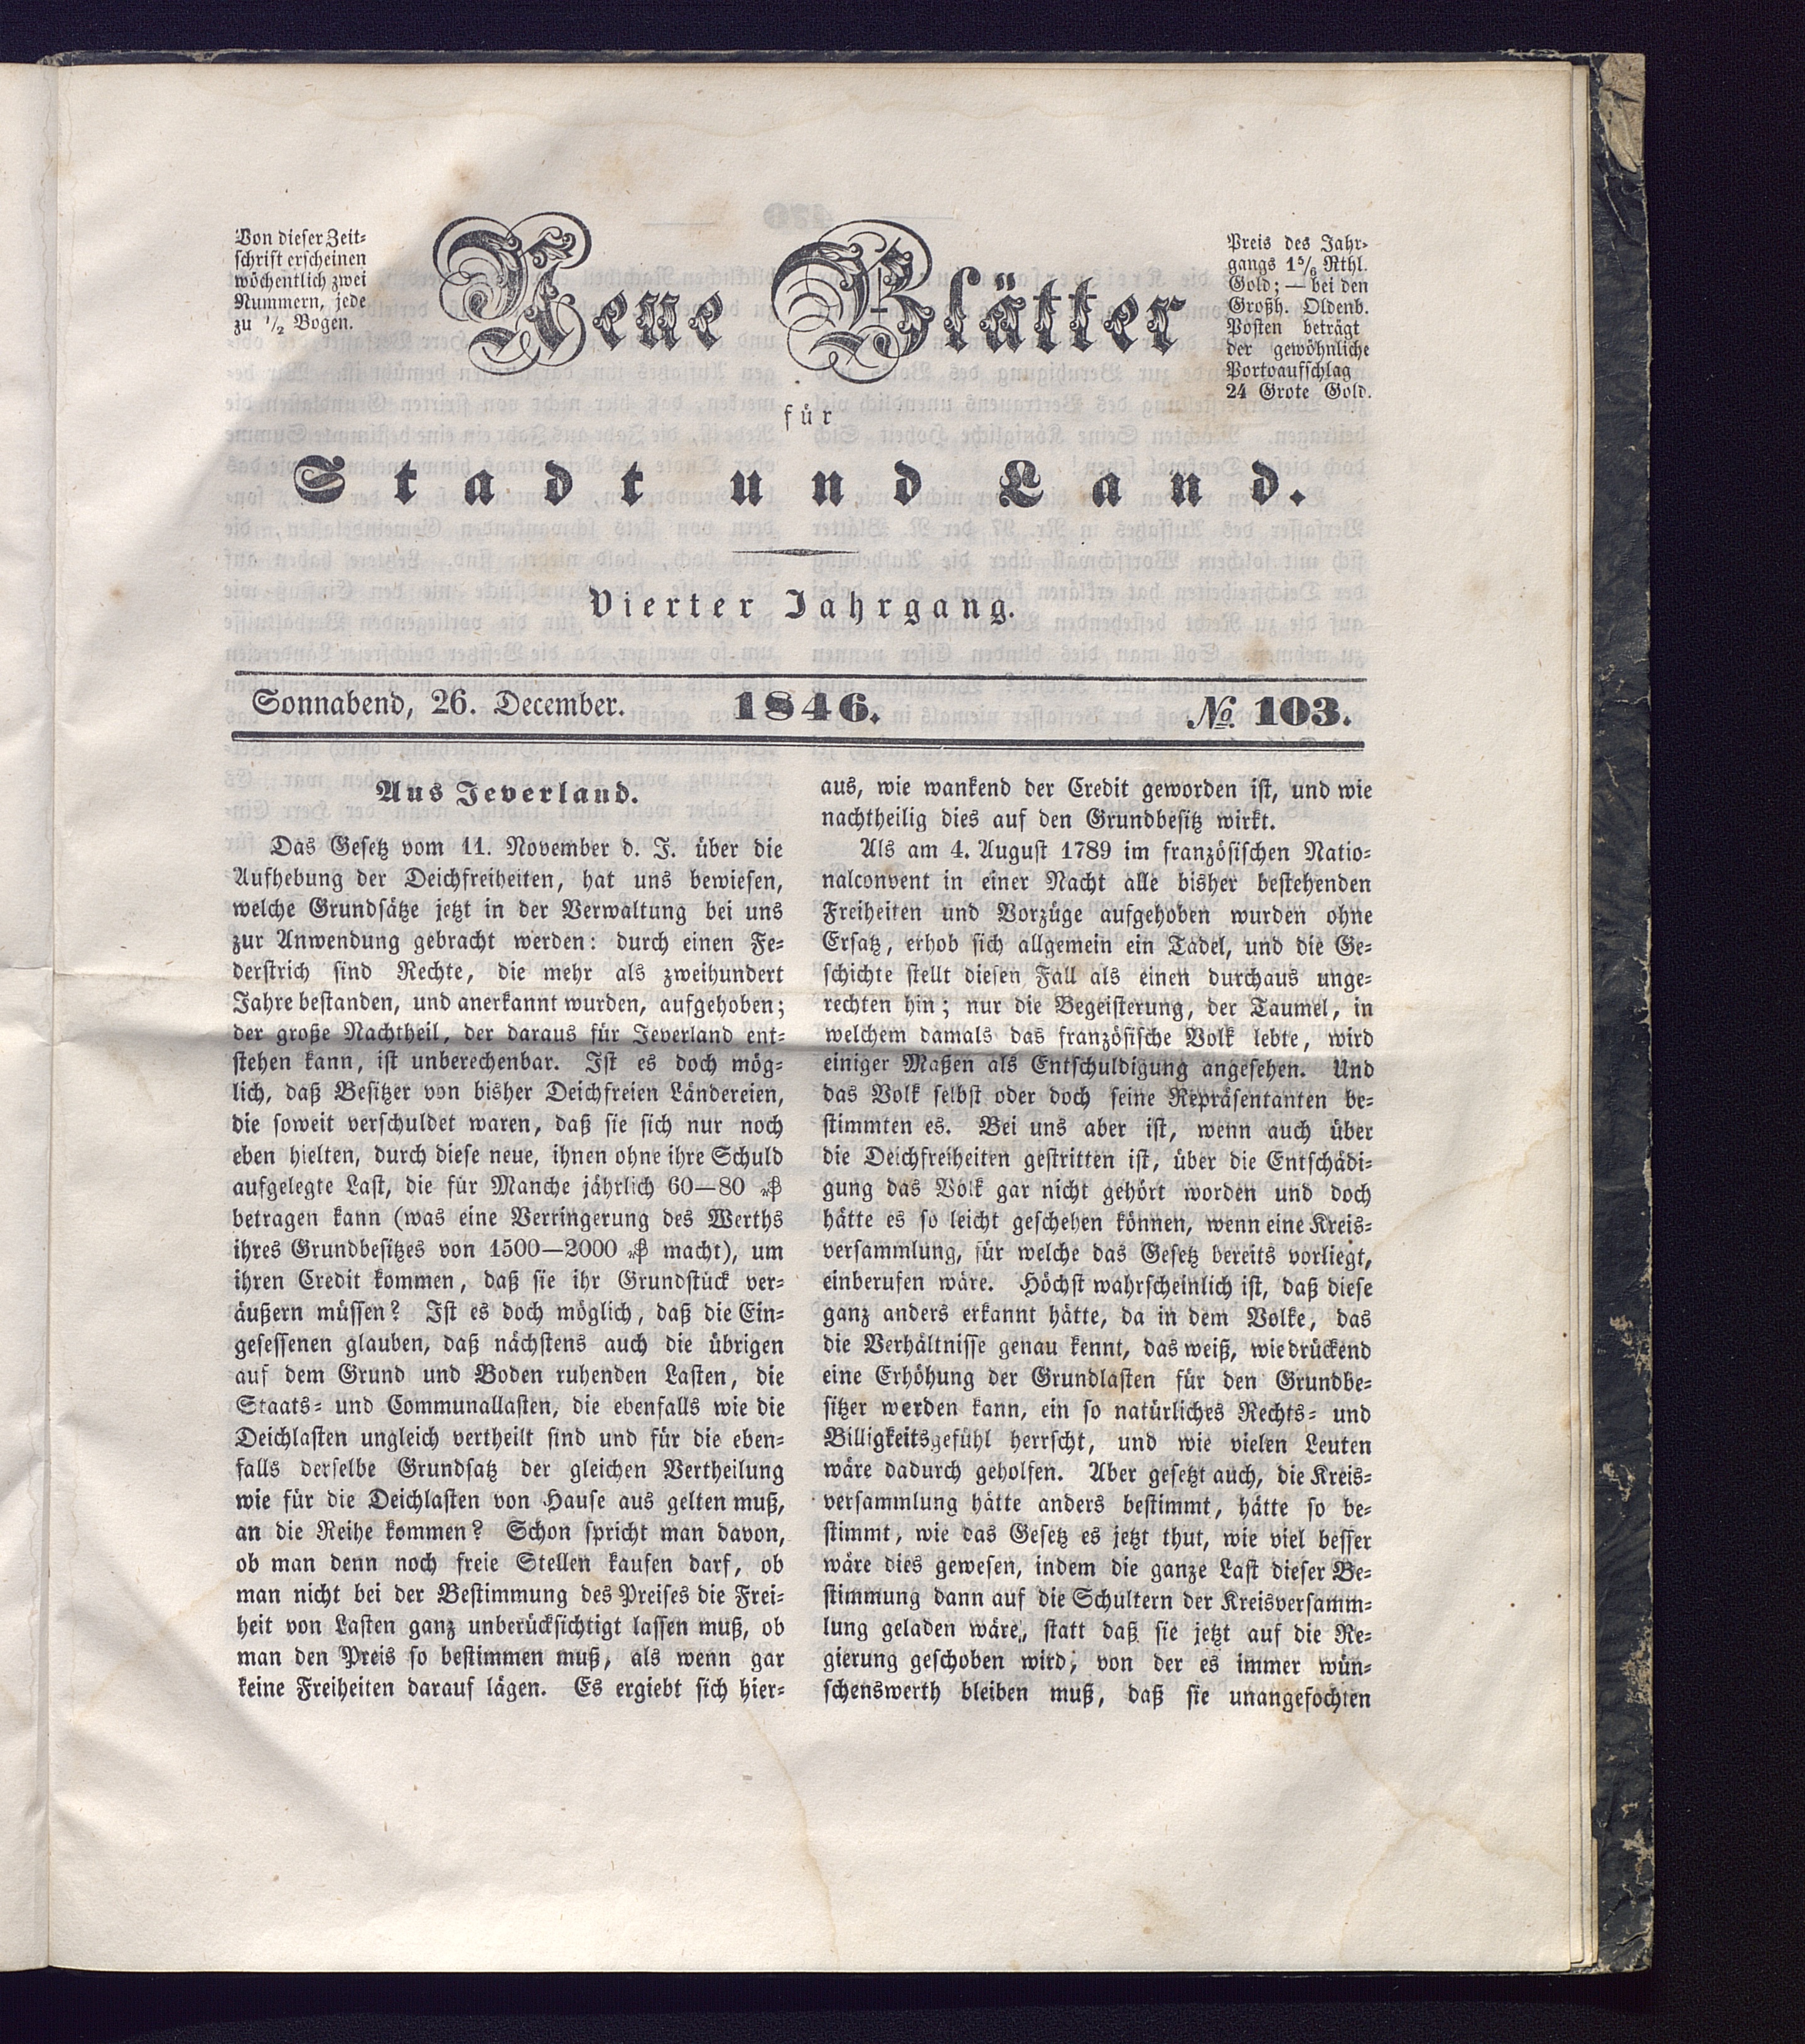 Von dieser Zeit-
schrift erscheinen
wöchentlich zwei
Nummern, jede
zu 1/2 Bogen.
Neue Blätter
Preis des Jahr-
gangs 1 5/6 Rthl.
Gold; — bei den
Großh. Oldenb.
Posten beträgt
der gewöhnliche
Portoaufschlag
24 Grote Gold.
für
Stadt und Land.
Vierter Jahrgang.
Sonnabend, 26. December. 1846. № 103.
Aus Jeverland.
Das Gesetz vom 11. November d. J. über die
Aufhebung der Deichfreiheiten, hat uns bewiesen,
welche Grundsätze jetzt in der Verwaltung bei uns
zur Anwendung gebracht werden: durch einen Fe-
derstrich sind Rechte, die mehr als zweihundert
Jahre bestanden, und anerkannt wurden, aufgehoben;
der große Nachtheil, der daraus für Jeverland ent-
stehen kann, ist unberechenbar. Ist es doch mög-
lich, daß Besitzer von bisher Deichfreien Ländereien,
die soweit verschuldet waren, daß sie sich nur noch
eben hielten, durch diese neue, ihnen ohne ihre Schuld
aufgelegte Last, die für Manche jährlich 60—80 ₰
betragen kann (was eine Verringerung des Werths
ihres Grundbesitzes von 1500—2000 ₰ macht), um
ihren Credit kommen, daß sie ihr Grundstück ver-
äußern müssen? Ist es doch möglich, daß die Ein-
gesessenen glauben, daß nächstens auch die übrigen
auf dem Grund und Boden ruhenden Lasten, die
Staats- und Communallasten, die ebenfalls wie die
Deichlasten ungleich vertheilt sind und für die eben-
falls derselbe Grundsatz der gleichen Vertheilung
wie für die Deichlasten von Hause aus gelten muß,
an die Reihe kommen? Schon spricht man davon,
ob man denn noch freie Stellen kaufen darf, ob
man nicht bei der Bestimmung des Preises die Frei-
heit von Lasten ganz unberücksichtigt lassen muß, ob
man den Preis so bestimmen muß, als wenn gar
keine Freiheiten darauf lägen. Es ergiebt sich hier-
aus, wie wankend der Credit geworden ist, und wie
nachtheilig dies auf den Grundbesitz wirkt.
Als am 4. August 1789 im französischen Natio-
nalconvent in einer Nacht alle bisher bestehenden
Freiheiten und Vorzüge aufgehoben wurden ohne
Ersatz, erhob sich allgemein ein Tadel, und die Ge-
schichte stellt diesen Fall als einen durchaus unge-
rechten hin; nur die Begeisterung, der Taumel, in
welchem damals das französische Volk lebte, wird
einiger Maßen als Entschuldigung angesehen. Und
das Volk selbst oder doch seine Repräsentanten be-
stimmten es. Bei uns aber ist, wenn auch über
die Deichfreiheiten gestritten ist, über die Entschädi-
gung das Volk gar nicht gehört worden und doch
hätte es so leicht geschehen können, wenn eine Kreis-
versammlung, für welche das Gesetz bereits vorliegt,
einberufen wäre. Höchst wahrscheinlich ist, daß diese
ganz anders erkannt hätte, da in dem Volke, das
die Verhältnisse genau kennt, das weiß, wie drückend
eine Erhöhung der Grundlasten für den Grundbe-
sitzer werden kann, ein so natürliches Rechts- und
Billigkeitsgefühl herrscht, und wie vielen Leuten
wäre dadurch geholfen. Aber gesetzt auch, die Kreis-
versammlung hätte anders bestimmt, hätte so be-
stimmt, wie das Gesetz es jetzt thut, wie viel besser
wäre dies gewesen, indem die ganze Last dieser Be-
stimmung dann auf die Schultern der Kreisversamm-
lung geladen wäre, statt daß sie jetzt auf die Re-
gierung geschoben wird; von der es immer wün-
schenswerth bleiben muß, daß sie unangefochten